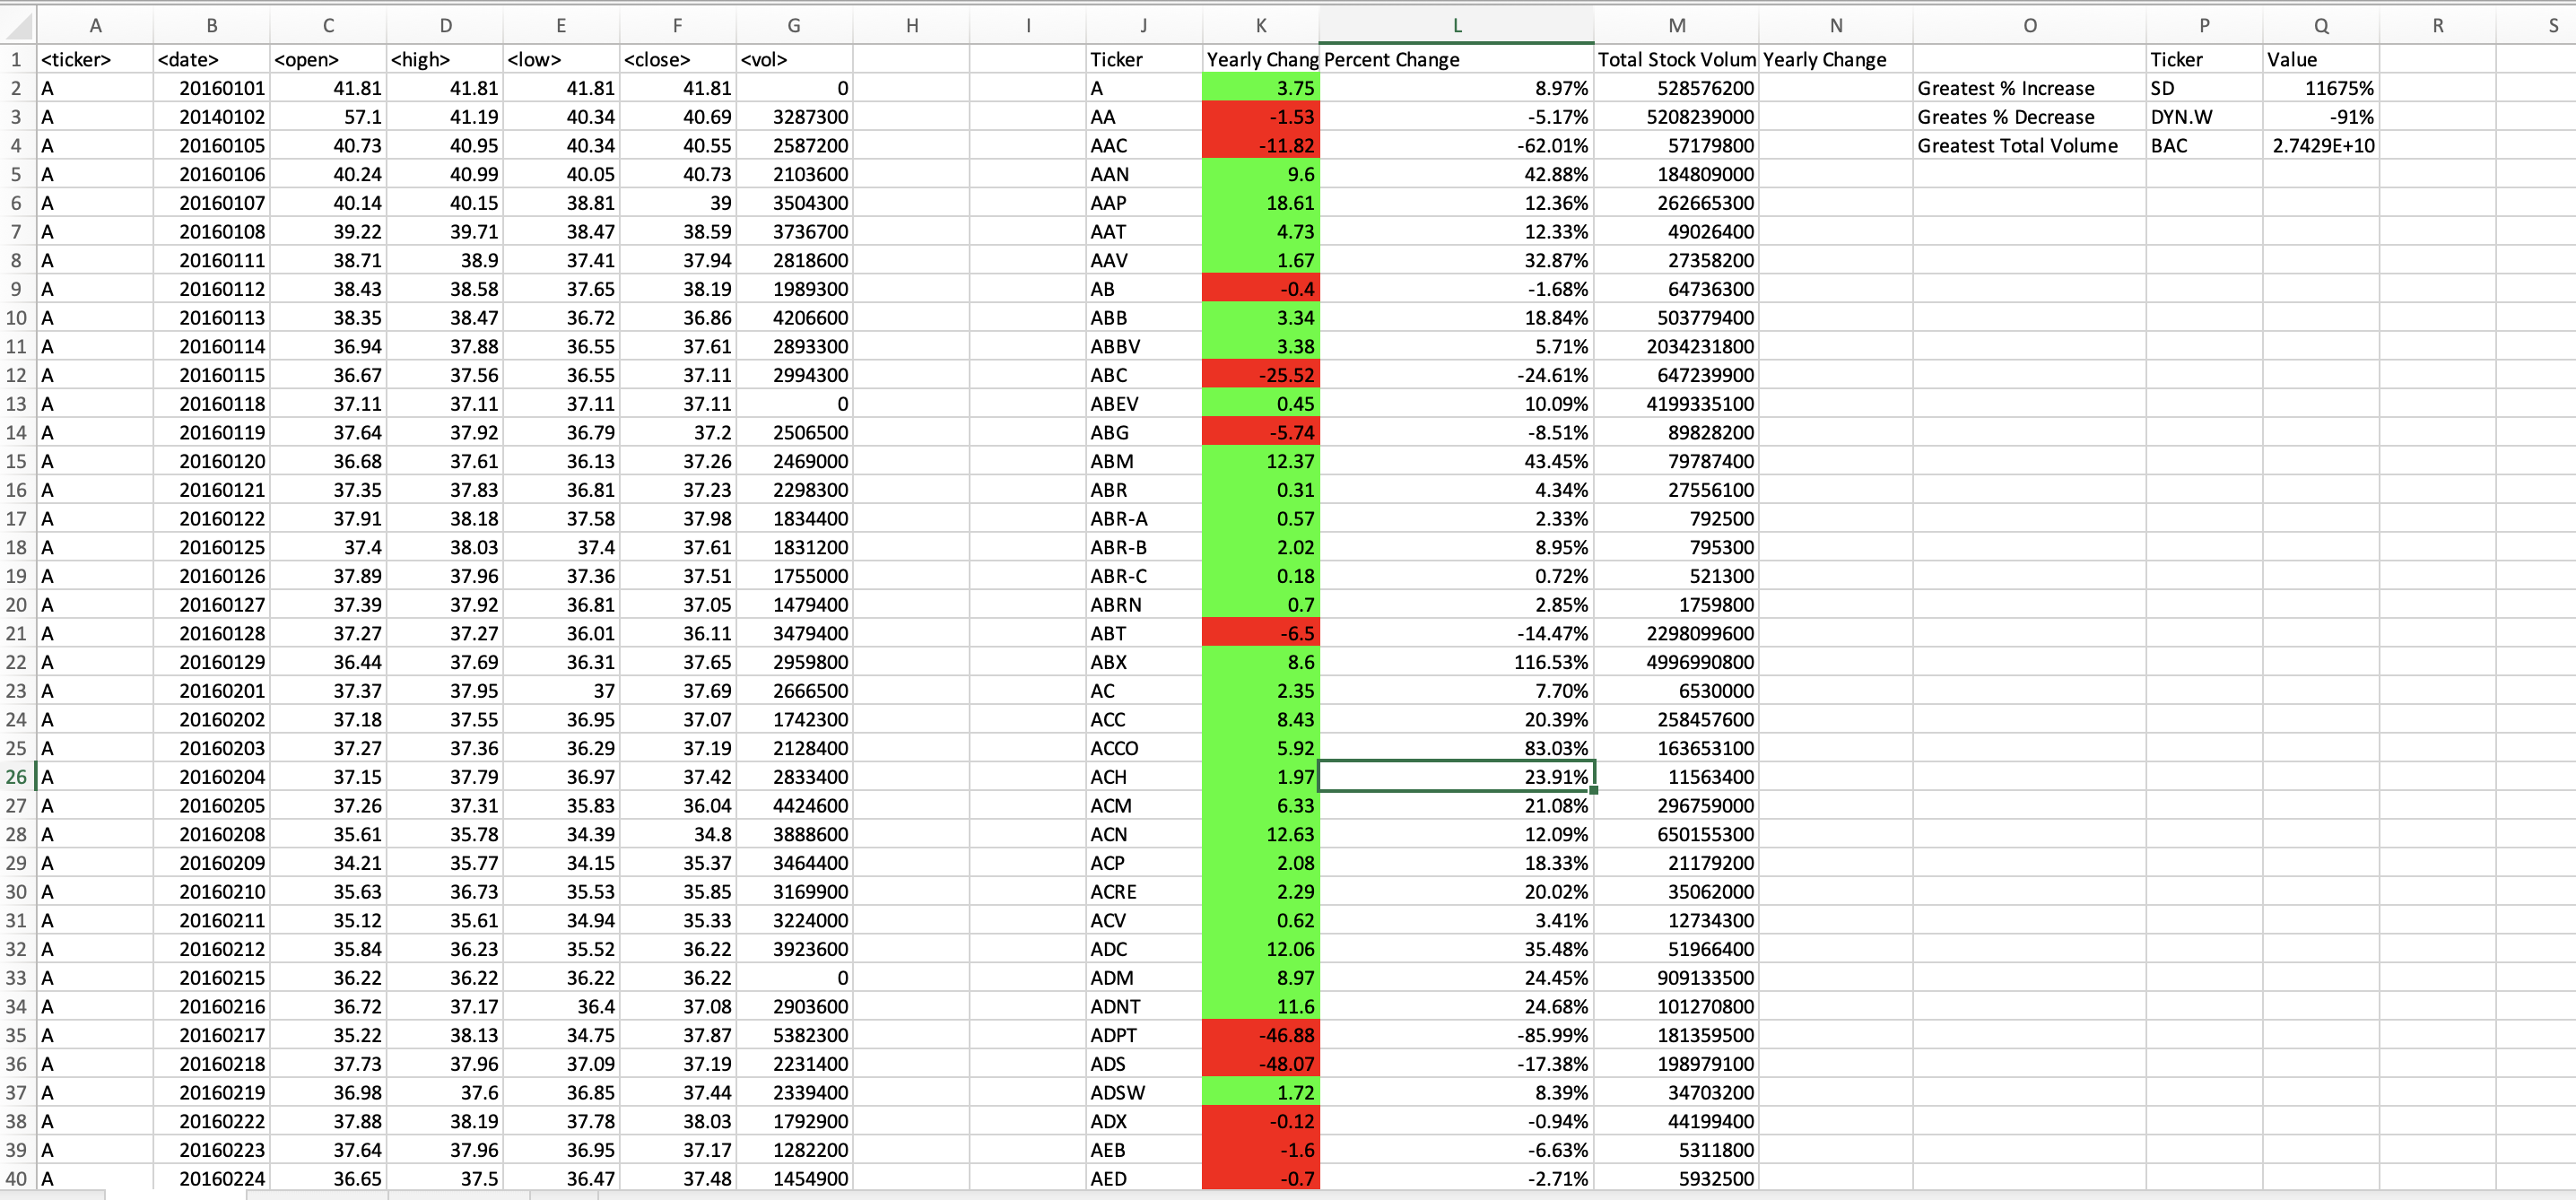 A B C D E F G H I J K L M N O P Q R S
1 <ticker> <date> <open> <high> <low> <close> <vol> Ticker Yearly Chang Percent Change Total Stock Volum Yearly Change Ticker Value
2 A 20160101 41.81 41.81 41.81 41.81 0 A 3.75 8.97% 528576200 Greatest % Increase SD 11675%
3 A 20140102 57.1 41.19 40.34 40.69 3287300 AA -1.53 -5.17% 5208239000 Greates % Decrease DYN.W -91%
4 A 20160105 40.73 40.95 40.34 40.55 2587200 AAC -11.82 -62.01% 57179800 Greatest Total Volume BAC 2.7429E+10
5 A 20160106 40.24 40.99 40.05 40.73 2103600 AAN 9.6 42.88% 184809000
6 A 20160107 40.14 40.15 38.81 39 3504300 AAP 18.61 12.36% 262665300
7 A 20160108 39.22 39.71 38.47 38.59 3736700 AAT 4.73 12.33% 49026400
8 A 20160111 38.71 38.9 37.41 37.94 2818600 AAV 1.67 32.87% 27358200
9 A 20160112 38.43 38.58 37.65 38.19 1989300 AB -0.4 -1.68% 64736300
10 A 20160113 38.35 38.47 36.72 36.86 4206600 ABB 3.34 18.84% 503779400
11 A 20160114 36.94 37.88 36.55 37.61 2893300 ABBV 3.38 5.71% 2034231800
12 A 20160115 36.67 37.56 36.55 37.11 2994300 ABC -25.52 -24.61% 647239900
13 A 20160118 37.11 37.11 37.11 37.11 0 ABEV 0.45 10.09% 4199335100
14 A 20160119 37.64 37.92 36.79 37.2 2506500 ABG -5.74 -8.51% 89828200
15 A 20160120 36.68 37.61 36.13 37.26 2469000 ABM 12.37 43.45% 79787400
16 A 20160121 37.35 37.83 36.81 37.23 2298300 ABR 0.31 4.34% 27556100
17 A 20160122 37.91 38.18 37.58 37.98 1834400 ABR-A 0.57 2.33% 792500
18 A 20160125 37.4 38.03 37.4 37.61 1831200 ABR-B 2.02 8.95% 795300
19 A 20160126 37.89 37.96 37.36 37.51 1755000 ABR-C 0.18 0.72% 521300
20 A 20160127 37.39 37.92 36.81 37.05 1479400 ABRN 0.7 2.85% 1759800
21 A 20160128 37.27 37.27 36.01 36.11 3479400 ABT -6.5 -14.47% 2298099600
22 A 20160129 36.44 37.69 36.31 37.65 2959800 ABX 8.6 116.53% 4996990800
23 A 20160201 37.37 37.95 37 37.69 2666500 AC 2.35 7.70% 6530000
24 A 20160202 37.18 37.55 36.95 37.07 1742300 ACC 8.43 20.39% 258457600
25 A 20160203 37.27 37.36 36.29 37.19 2128400 ACCO 5.92 83.03% 163653100
26 A 20160204 37.15 37.79 36.97 37.42 2833400 ACH 1.97 23.91% 11563400
27 A 20160205 37.26 37.31 35.83 36.04 4424600 ACM 6.33 21.08% 296759000
28 A 20160208 35.61 35.78 34.39 34.8 3888600 ACN 12.63 12.09% 650155300
29 A 20160209 34.21 35.77 34.15 35.37 3464400 ACP 2.08 18.33% 21179200
30 A 20160210 35.63 36.73 35.53 35.85 3169900 ACRE 2.29 20.02% 35062000
31 A 20160211 35.12 35.61 34.94 35.33 3224000 ACV 0.62 3.41% 12734300
32 A 20160212 35.84 36.23 35.52 36.22 3923600 ADC 12.06 35.48% 51966400
33 A 20160215 36.22 36.22 36.22 36.22 0 ADM 8.97 24.45% 909133500
34 A 20160216 36.72 37.17 36.4 37.08 2903600 ADNT 11.6 24.68% 101270800
35 A 20160217 35.22 38.13 34.75 37.87 5382300 ADPT -46.88 -85.99% 181359500
36 A 20160218 37.73 37.96 37.09 37.19 2231400 ADS -48.07 -17.38% 198979100
37 A 20160219 36.98 37.6 36.85 37.44 2339400 ADSW 1.72 8.39% 34703200
38 A 20160222 37.88 38.19 37.78 38.03 1792900 ADX -0.12 -0.94% 44199400
39 A 20160223 37.64 37.96 36.95 37.17 1282200 AEB -1.6 -6.63% 5311800
40 A 20160224 36.65 37.5 36.47 37.48 1454900 AED -0.7 -2.71% 5932500